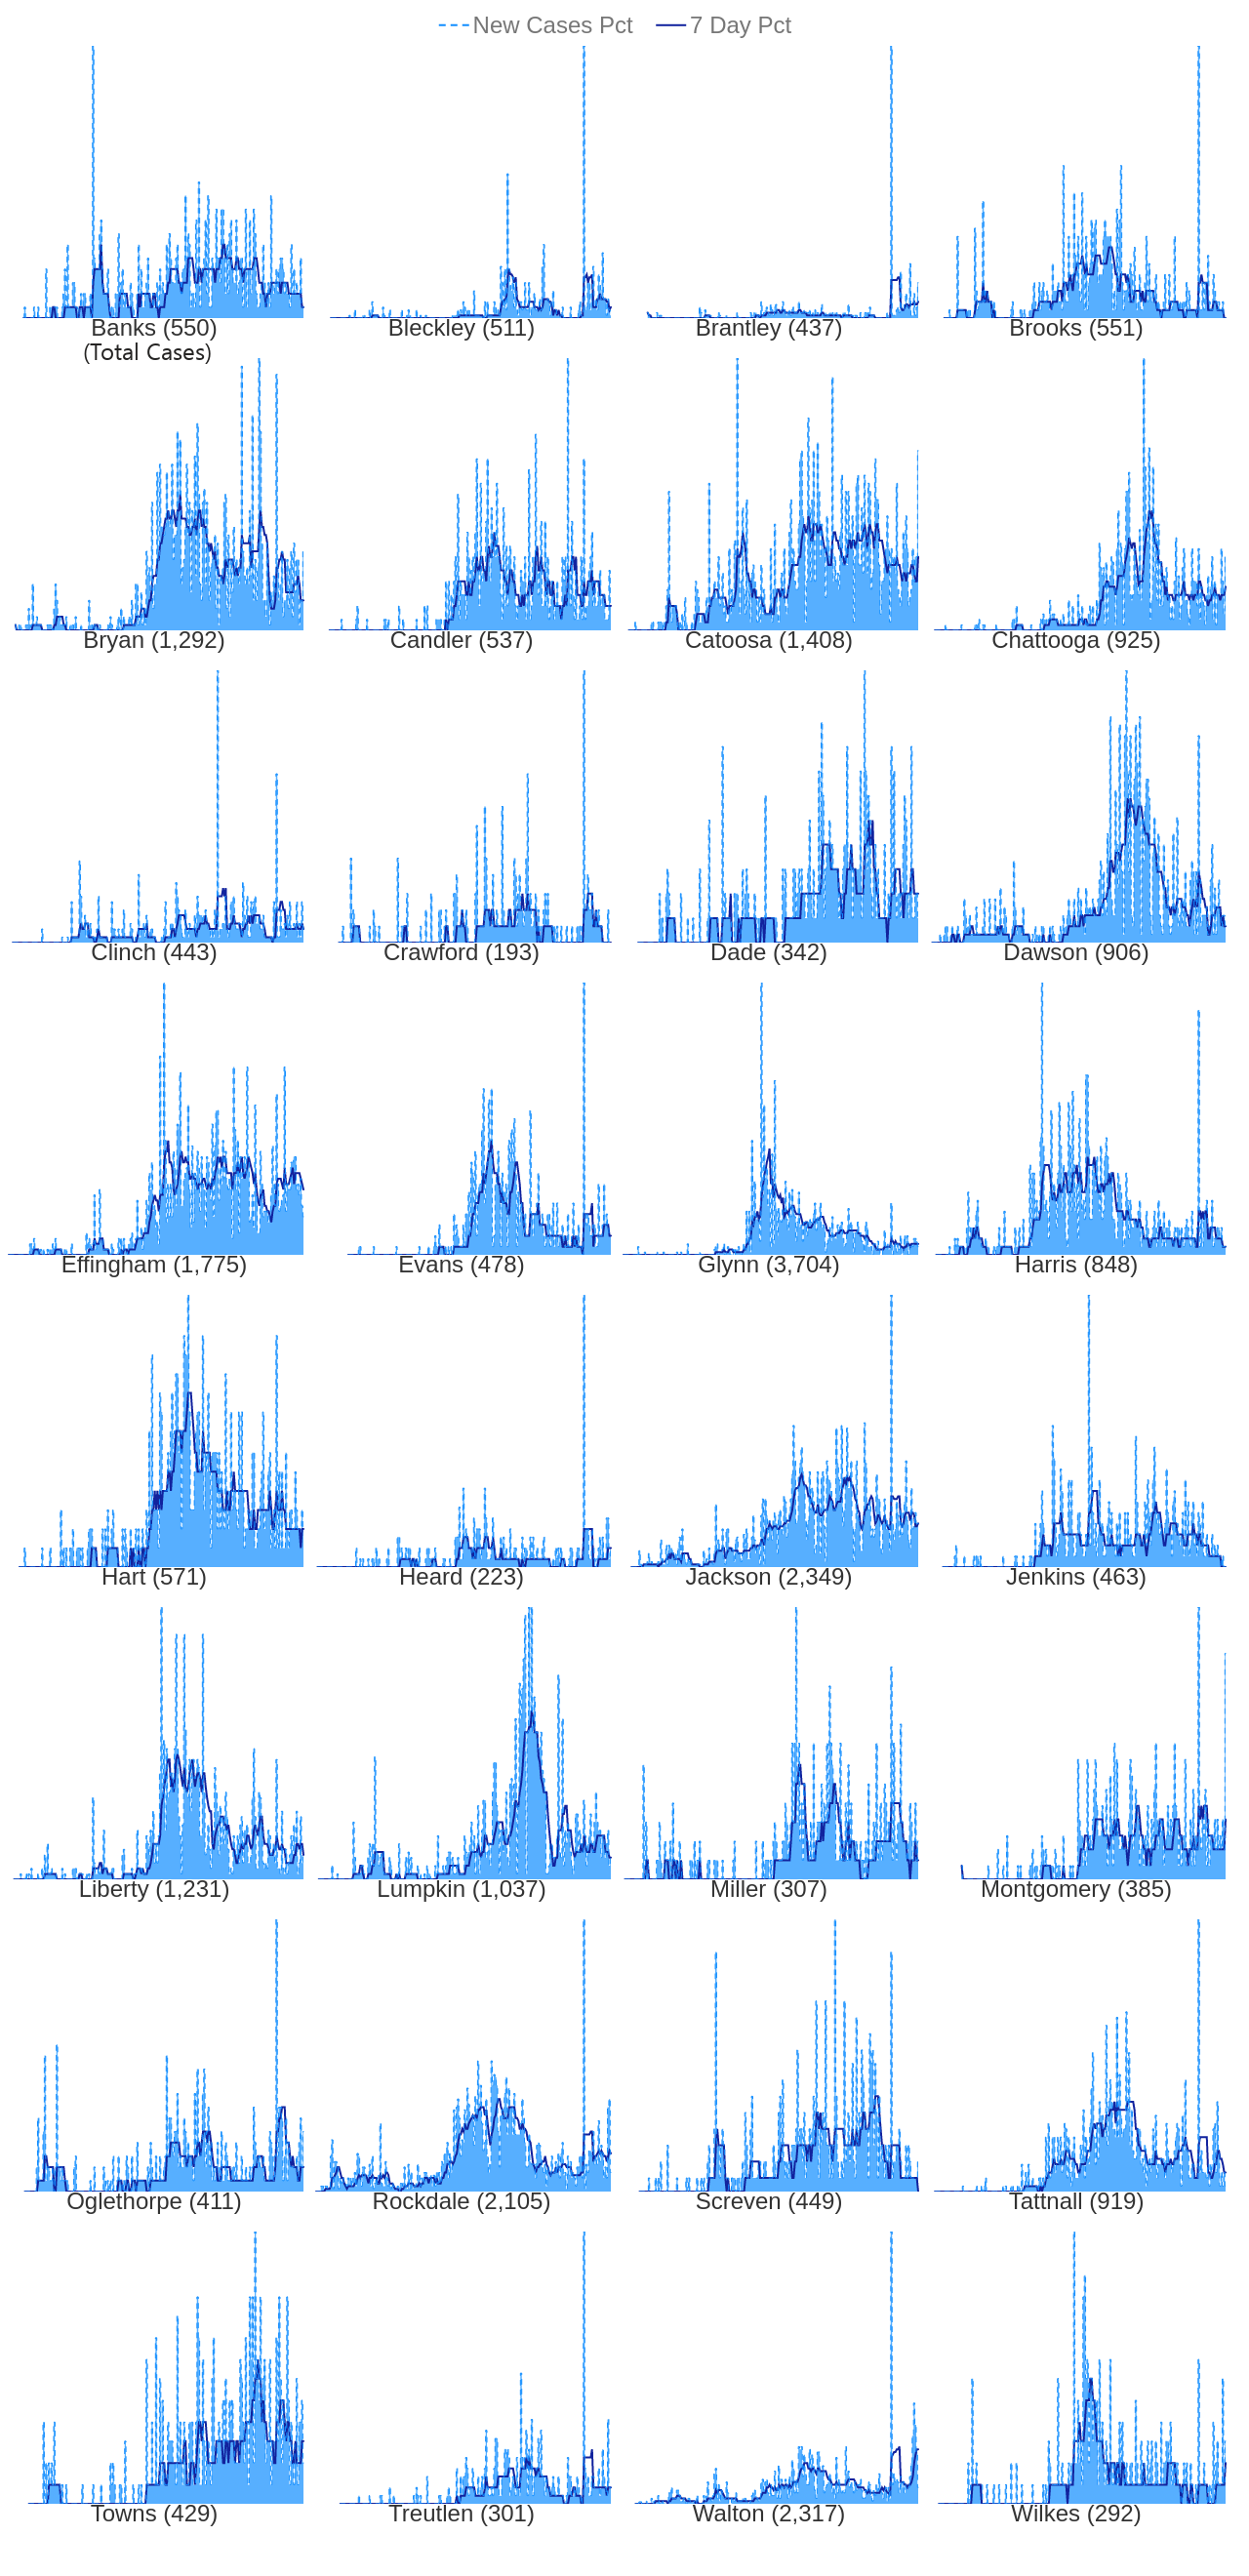 New Cases Pct 7 Day Pct
Banks (550) Bleckley (511) Brantley (437) Brooks (551)
(Total Cases)
Bryan (1,292) Candler (537) Catoosa (1,408) Chattooga (925)
Clinch (443) Crawford (193) Dade (342) Dawson (906)
Effingham (1,775) Evans (478) Glynn (3,704) Harris (848)
Hart (571) Heard (223) Jackson (2,349) Jenkins (463)
Liberty (1,231) Lumpkin (1,037) Miller (307) Montgomery (385)
Oglethorpe (411) Rockdale (2,105) Screven (449) Tattnall (919)
Towns (429) Treutlen (301) Walton (2,317) Wilkes (292)